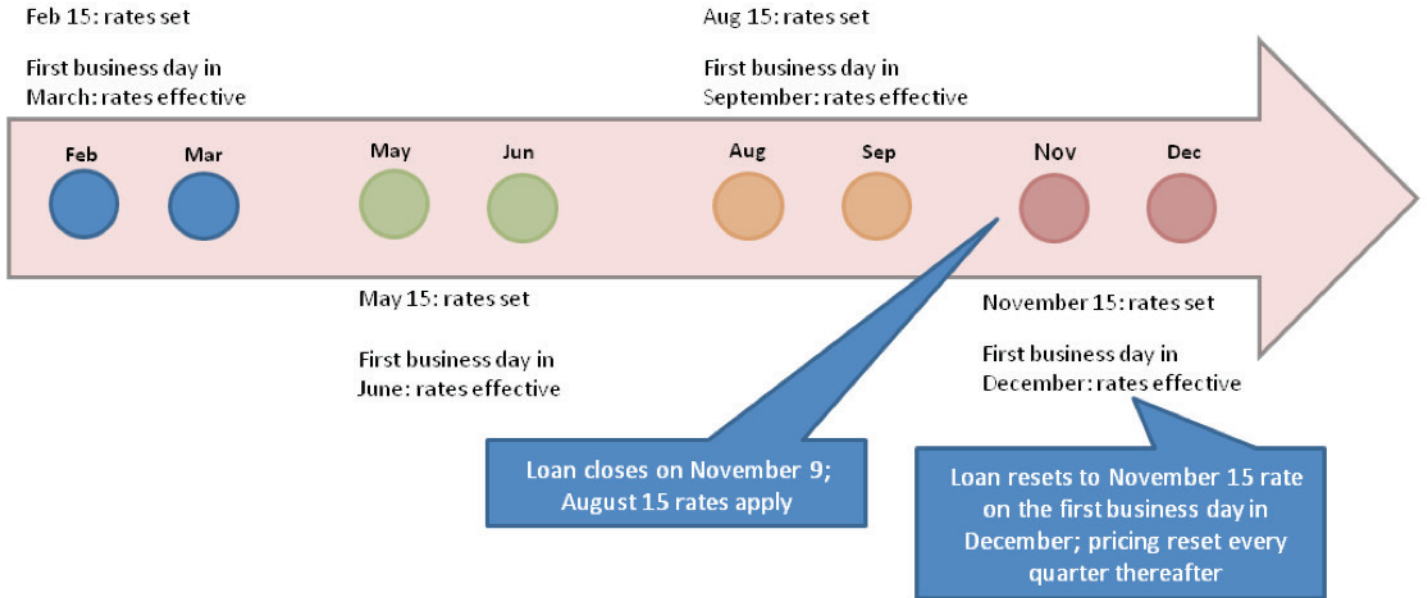 Feb 15: rates set
First business day in
March: rates effective
Aug 15: rates set
First business day in
September: rates effective
Feb
Mar
May
Jun
Aug
Sep
Nov
Dec
May 15: rates set
First business day in
June: rates effective
November 15: rates set
First business day in
December: rates effective
Loan closes on November 9;
August 15 rates apply
Loan resets to November 15 rate
on the first business day in
December; pricing reset every
quarter thereafter